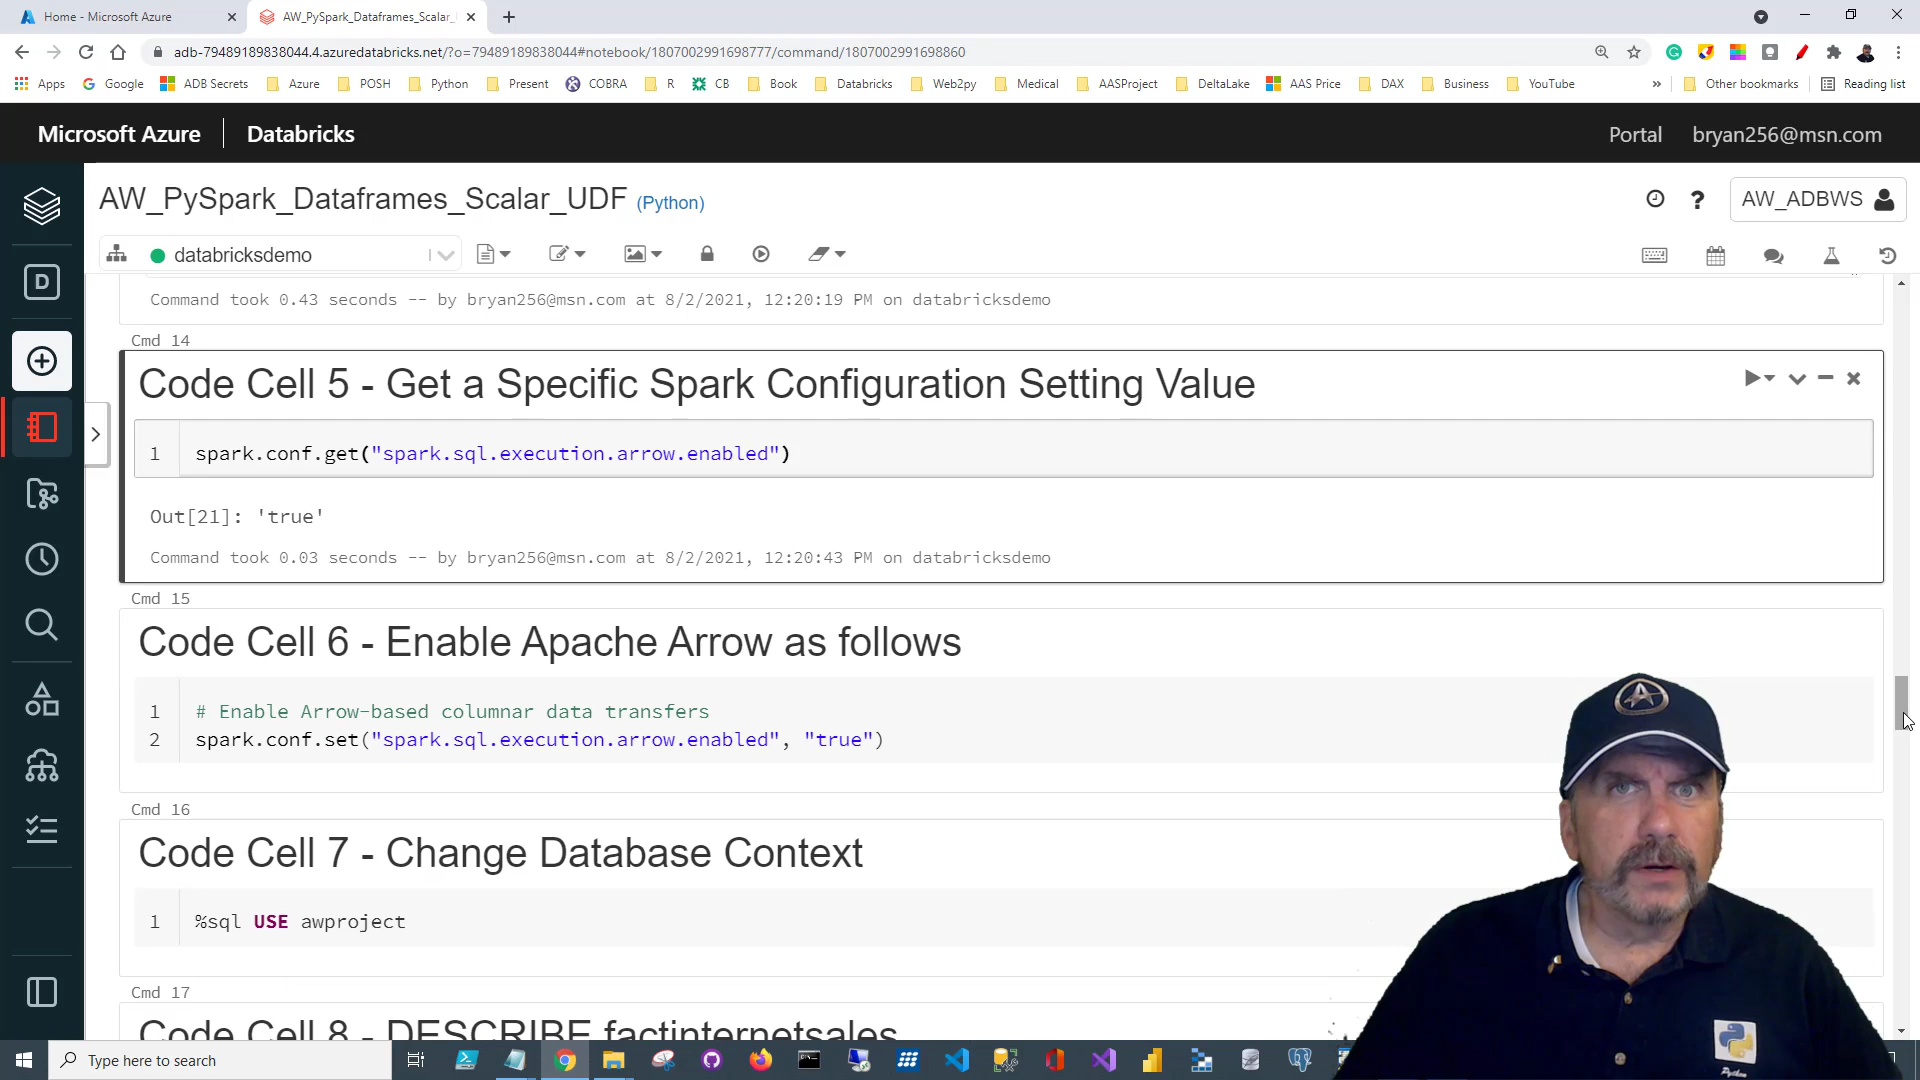 Home - Microsoft Azure
AW_PySpark_Dataframes_Scalar_
adb-79489189838044.4.azuredatabricks.net/?o=79489189838044#notebook/1807002991698777/command/1807002991698860
Apps Google ADB Secrets Azure POSH Python Present COBRA R CB Book Databricks Web2py Medical AASProject DeltaLake AAS Price DAX Business YouTube » Other bookmarks Reading list
Microsoft Azure Databricks Portal bryan256@msn.com
AW_PySpark_Dataframes_Scalar_UDF (Python) AW_ADBWS
databricksdemo
Command took 0.43 seconds -- by bryan256@msn.com at 8/2/2021, 12:20:19 PM on databricksdemo
Cmd 14
Code Cell 5 - Get a Specific Spark Configuration Setting Value
1 spark.conf.get("spark.sql.execution.arrow.enabled")
Out[21]: 'true'
Command took 0.03 seconds -- by bryan256@msn.com at 8/2/2021, 12:20:43 PM on databricksdemo
Cmd 15
Code Cell 6 - Enable Apache Arrow as follows
1 # Enable Arrow-based columnar data transfers
2 spark.conf.set("spark.sql.execution.arrow.enabled", "true")
Cmd 16
Code Cell 7 - Change Database Context
1 %sql USE awproject
Cmd 17
Code Cell 8 - DESCRIBE factinternetsales
Python
Type here to search